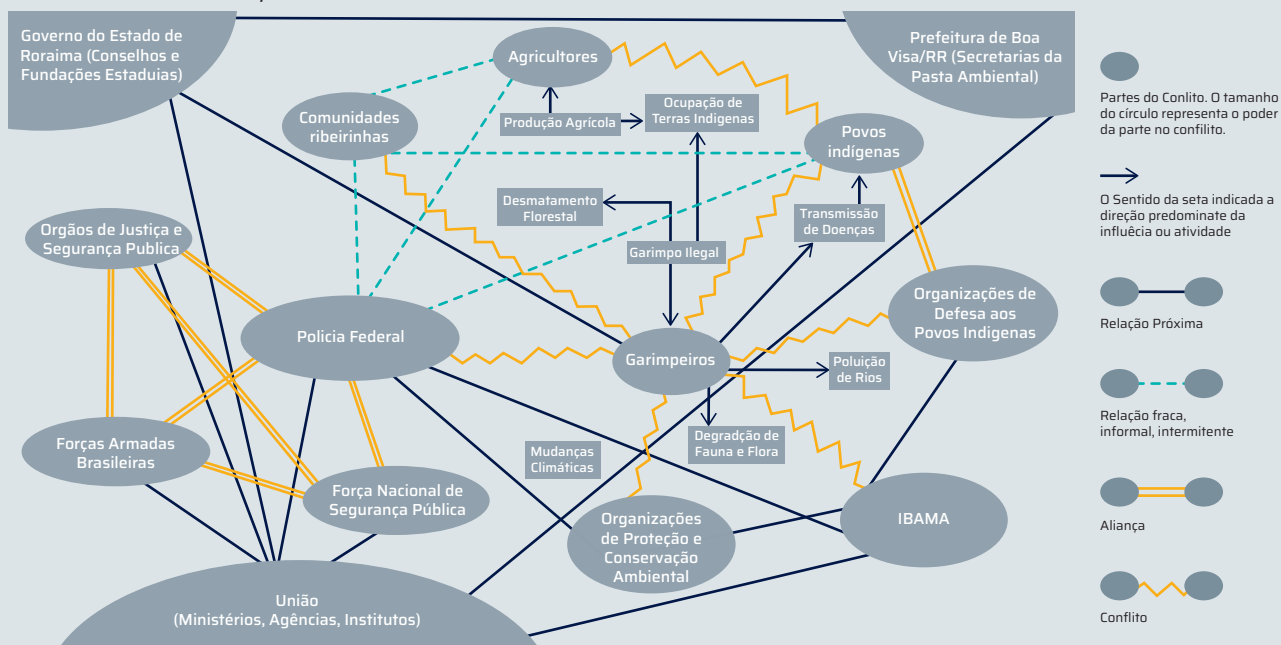 Governo do Estado de
Roraima (Conselhos e
Fundações Estaduias)
Agricultores
Prefeitura de Boa
Visa/RR (Secretarias da
Pasta Ambiental)
Comunidades
ribeirinhas
Produção Agrícola
Ocupação de
Terras Indigenas
Povos
indígenas
Desmatamento
Florestal
Transmissão
de Doenças
Garimpo Ilegal
Orgãos de Justiça e
Segurança Publica
Policia Federal
Garimpeiros
Organizações de
Defesa aos
Povos Indigenas
Poluição
de Rios
Forças Armadas
Brasileiras
Mudanças
Climáticas
Degradção de
Fauna e Flora
Força Nacional de
Segurança Pública
Organizações
de Proteção e
Conservação
Ambiental
IBAMA
União
(Ministérios, Agências, Institutos)
Partes do Conlito. O tamanho
do círculo representa o poder
da parte no confilito.
O Sentido da seta indicada a
direção predominate da
influêcia ou atividade
Relação Próxima
Relação fraca,
informal, intermitente
Aliança
Conflito